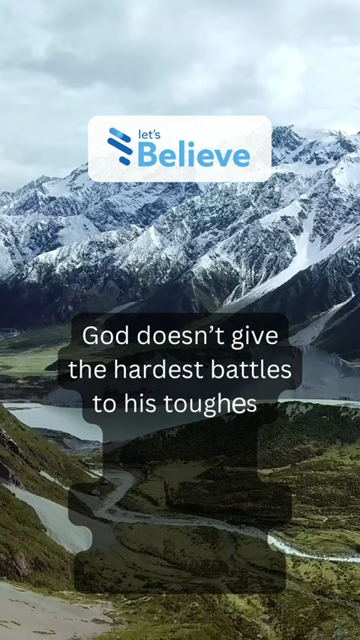 let's
Believe
God doesn't give
the hardest battles
to his toughes